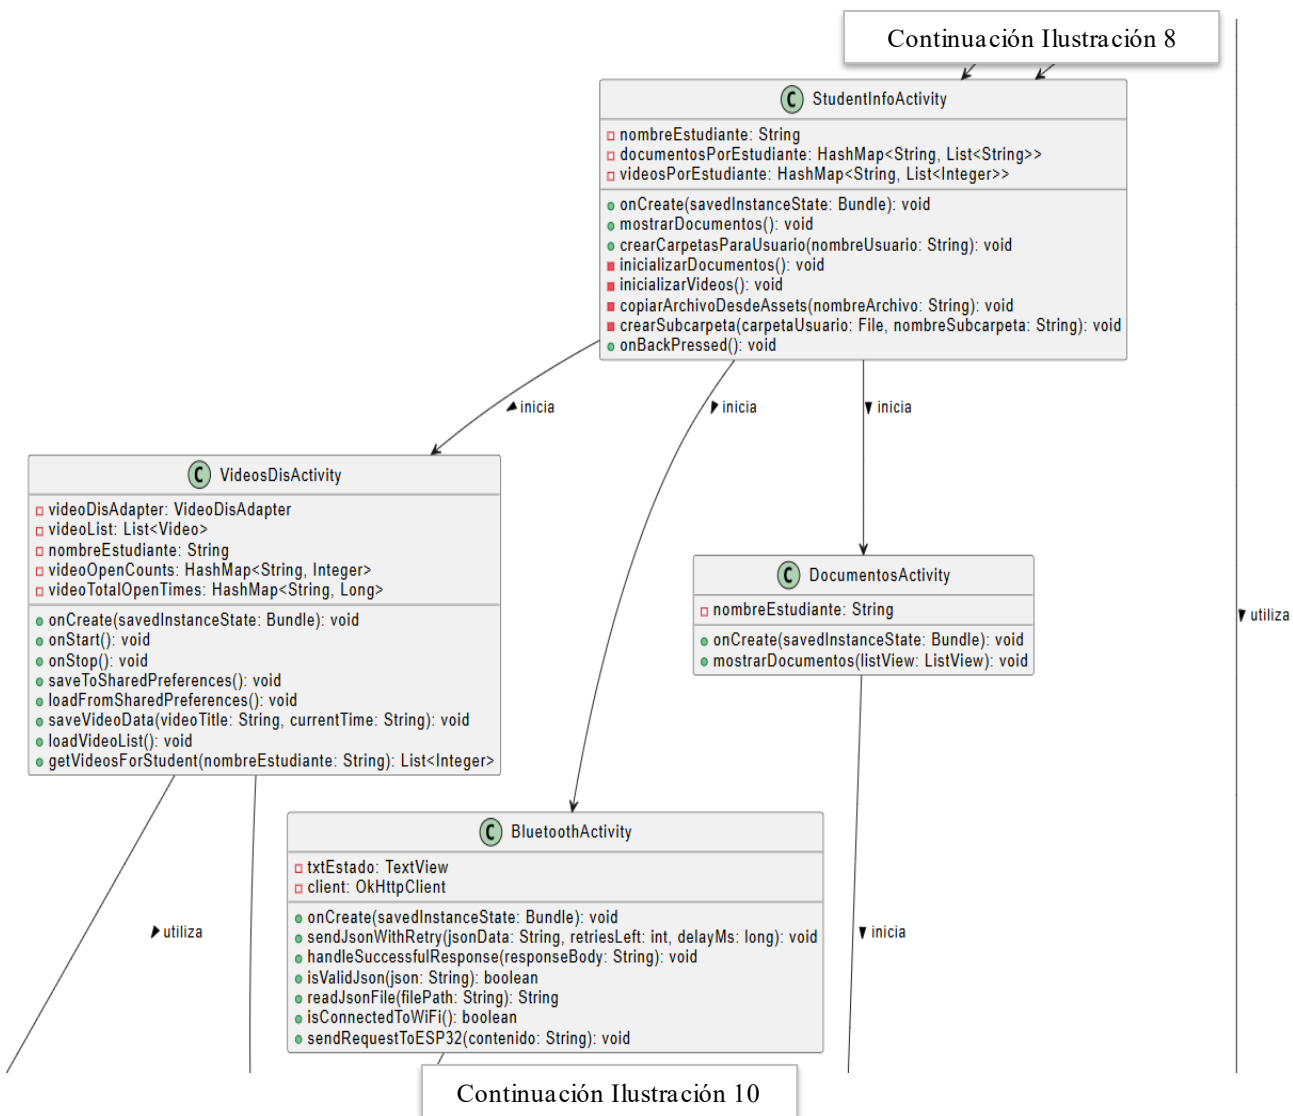 Continuación Ilustración 8
C StudentInfoActivity
nombreEstudiante: String
documentosPorEstudiante: HashMap<String, List<String>>
videosPorEstudiante: HashMap<String, List<Integer>>
onCreate(savedInstanceState: Bundle): void
mostrarDocumentos(): void
crearCarpetasParaUsuario(nombreUsuario: String): void
inicializarDocumentos(): void
inicializarVideos(): void
copiarArchivoDesdeAssets(nombreArchivo: String): void
crearSubcarpeta(carpetaUsuario: File, nombreSubcarpeta: String): void
onBackPressed(): void
inicia
inicia
inicia
C VideosDisActivity
videoDisAdapter: VideoDisAdapter
videoList: List<Video>
nombreEstudiante: String
videoOpenCounts: HashMap<String, Integer>
videoTotalOpenTimes: HashMap<String, Long>
onCreate(savedInstanceState: Bundle): void
onStart(): void
onStop(): void
saveToSharedPreferences(): void
loadFromSharedPreferences(): void
saveVideoData(videoTitle: String, currentTime: String): void
loadVideoList(): void
getVideosForStudent(nombreEstudiante: String): List<Integer>
C DocumentosActivity
nombreEstudiante: String
onCreate(savedInstanceState: Bundle): void
mostrarDocumentos(listView: ListView): void
utiliza
C BluetoothActivity
txtEstado: TextView
client: OkHttpClient
onCreate(savedInstanceState: Bundle): void
sendJsonWithRetry(jsonData: String, retriesLeft: int, delayMs: long): void
handleSuccessfulResponse(responseBody: String): void
isValidJson(json: String): boolean
readJsonFile(filePath: String): String
isConnectedToWiFi(): boolean
sendRequestToESP32(contenido: String): void
utiliza
inicia
Continuación Ilustración 10